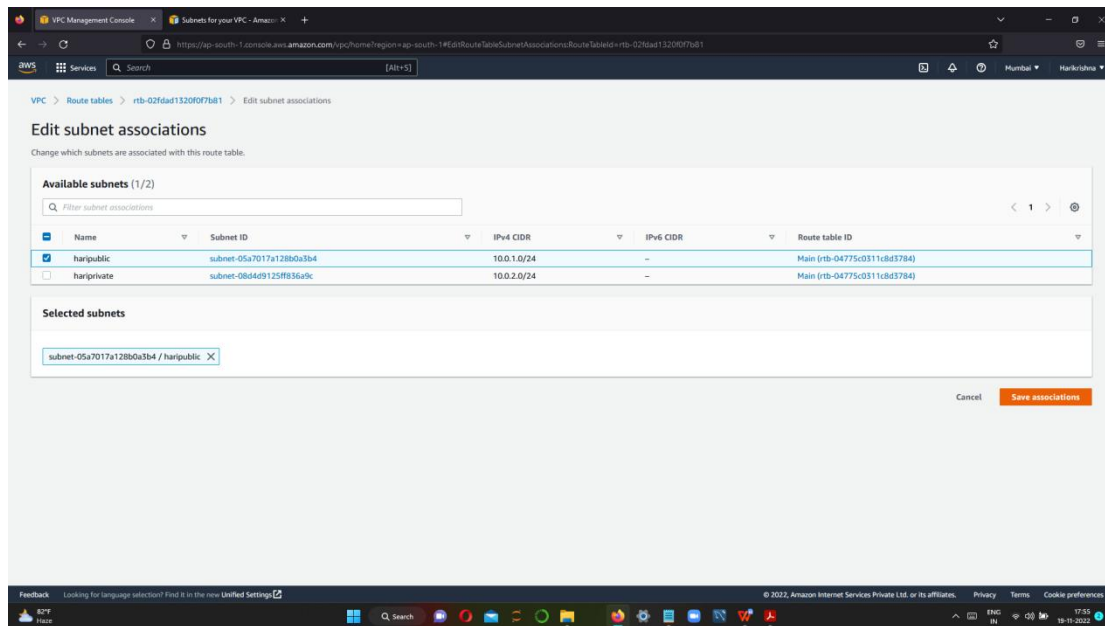 VPC Management Console
Subnets for your VPC - Amazon
https://ap-south-1.console.aws.amazon.com/vpc/home?region=ap-south-1#EditRouteTableSubnetAssociations:RouteTableId=rtb-02fdad1320f0f7b81
aws Services Search [Alt+S] Mumbai Harikrishna
VPC > Route tables > rtb-02fdad1320f0f7b81 > Edit subnet associations
Edit subnet associations
Change which subnets are associated with this route table.
Available subnets (1/2)
Filter subnet associations
< 1 >
Name Subnet ID IPv4 CIDR IPv6 CIDR Route table ID
haripublic subnet-05a7017a128b0a3b4 10.0.1.0/24 – Main (rtb-04775c0311c8d3784)
hariprivate subnet-08d4d9125ff836a9c 10.0.2.0/24 – Main (rtb-04775c0311c8d3784)
Selected subnets
subnet-05a7017a128b0a3b4 / haripublic
Cancel Save associations
Feedback Looking for language selection? Find it in the new Unified Settings © 2022, Amazon Internet Services Private Ltd. or its affiliates. Privacy Terms Cookie preferences
82°F
Haze
Search
ENG
IN
17:55
19-11-2022